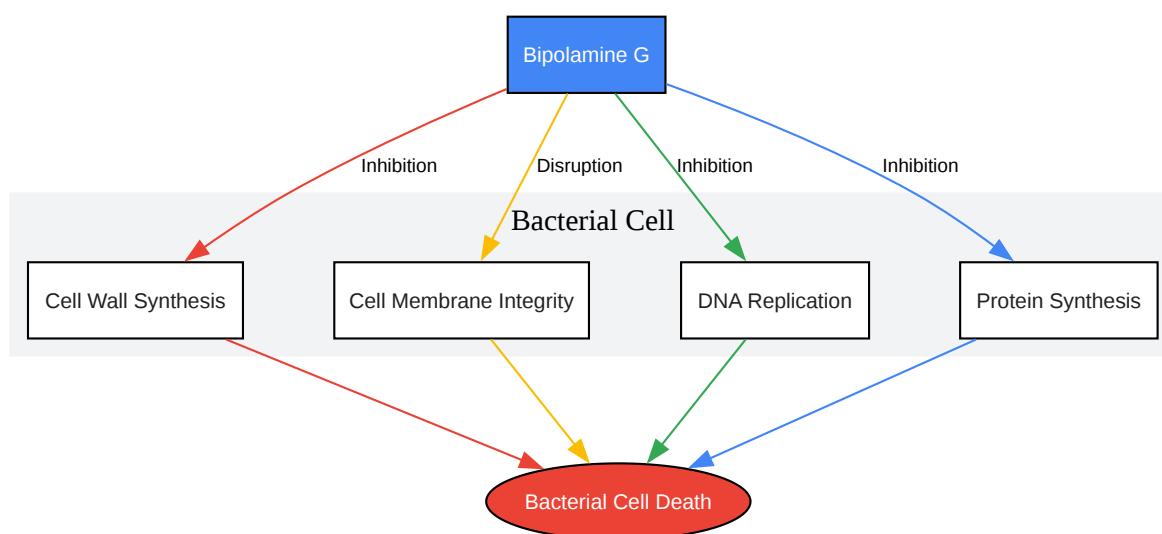 Bipolamine G
Inhibition
Disruption
Inhibition
Inhibition
Bacterial Cell
Cell Wall Synthesis
Cell Membrane Integrity
DNA Replication
Protein Synthesis
Bacterial Cell Death